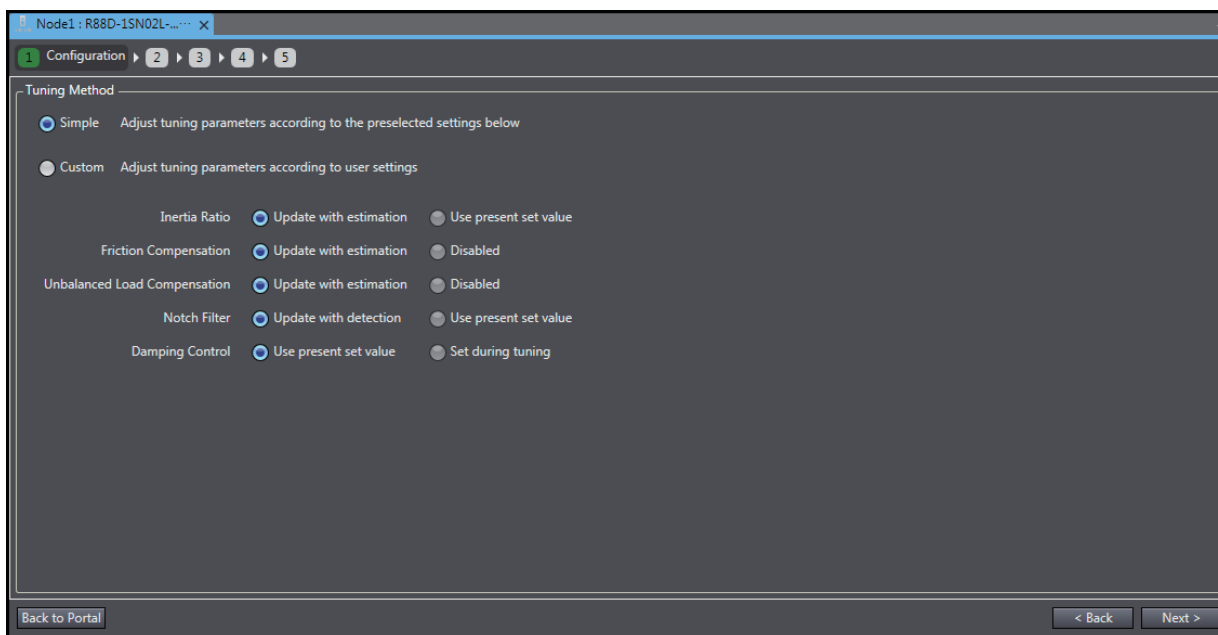 Node1 : R88D-1SN02L-...··· ×
1 Configuration 2 3 4 5
Tuning Method
Simple Adjust tuning parameters according to the preselected settings below
Custom Adjust tuning parameters according to user settings
Inertia Ratio Update with estimation Use present set value
Friction Compensation Update with estimation Disabled
Unbalanced Load Compensation Update with estimation Disabled
Notch Filter Update with detection Use present set value
Damping Control Use present set value Set during tuning
Back to Portal < Back Next >